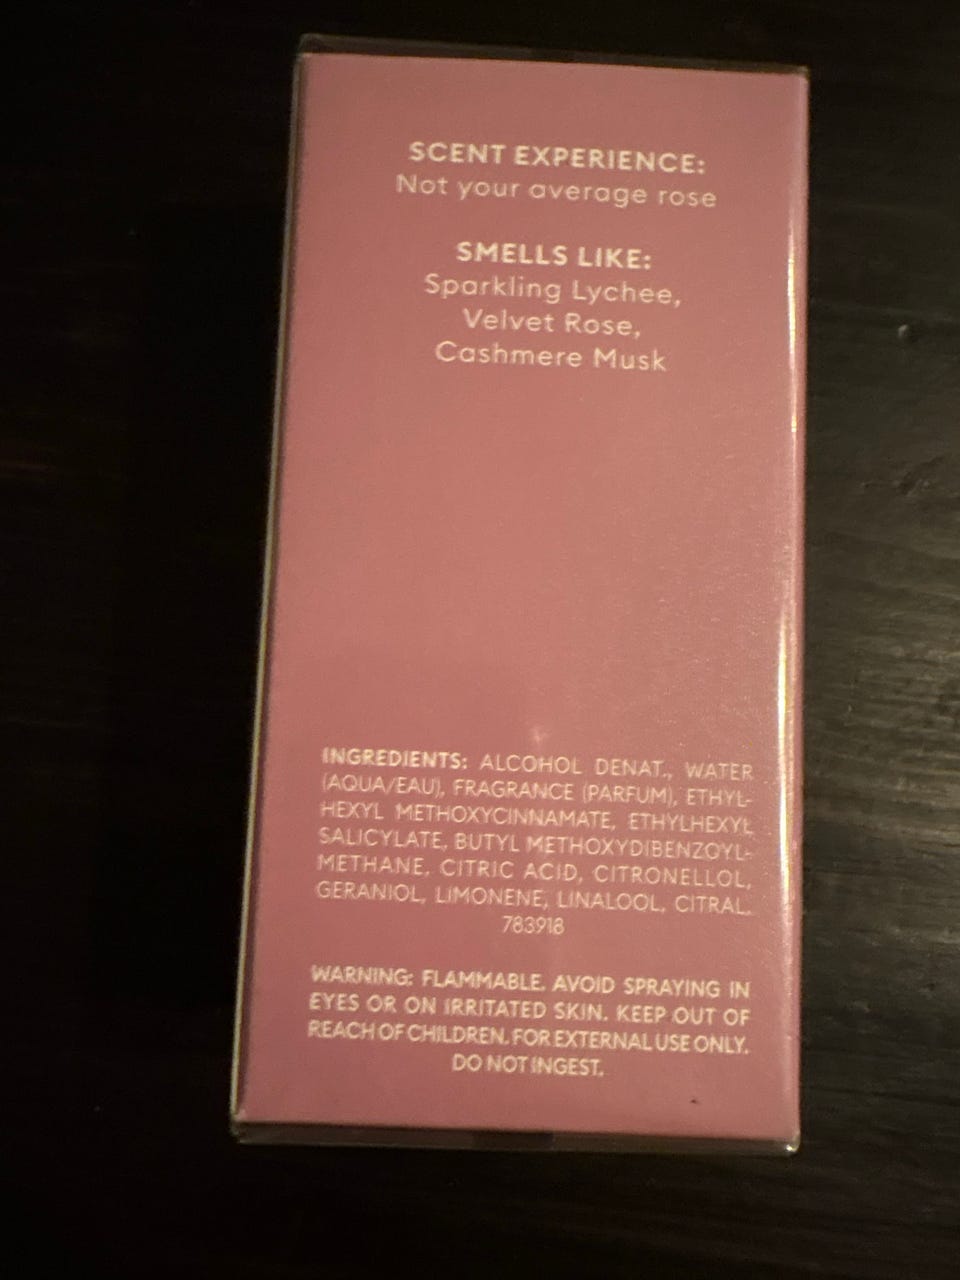 SCENT EXPERIENCE:
Not your average rose
SMELLS LIKE:
Sparkling Lychee,
Velvet Rose,
Cashmere Musk
INGREDIENTS: ALCOHOL DENAT., WATER
(AQUA/EAU), FRAGRANCE (PARFUM), ETHYL-
HEXYL METHOXYCINNAMATE, ETHYLHEXYL
SALICYLATE, BUTYL METHOXYDIBENZOYL-
METHANE, CITRIC ACID, CITRONELLOL,
GERANIOL, LIMONENE, LINALOOL, CITRAL.
783918
WARNING: FLAMMABLE. AVOID SPRAYING IN
EYES OR ON IRRITATED SKIN. KEEP OUT OF
REACH OF CHILDREN. FOR EXTERNAL USE ONLY.
DO NOT INGEST.